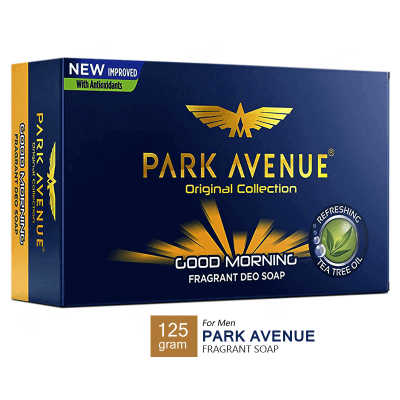 NEW IMPROVED
With Antioxidants
PARK AVENUE®
Original Collection
GOOD MORNING
FRAGRANT DEO SOAP
REFRESHING
TEA TREE OIL
PARK AVENUE
Original Collection
GOOD MORNING
FRAGRANT DEO SOAP
125
gram
For Men
PARK AVENUE
FRAGRANT SOAP